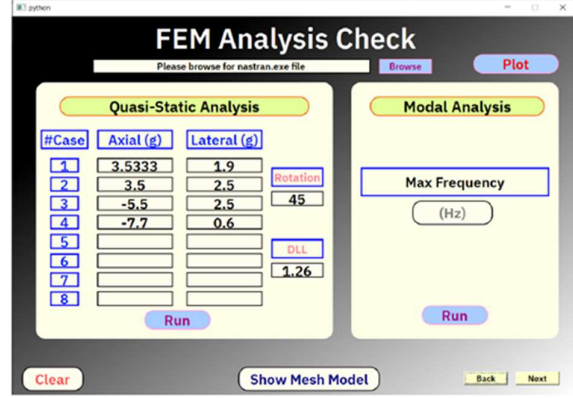 python
FEM Analysis Check
Please browse for nastran.exe file Browse Plot
Quasi-Static Analysis
#Case Axial (g) Lateral (g)
1 3.5333 1.9
2 3.5 2.5
3 -5.5 2.5
4 -7.7 0.6
5
6
7
8
Rotation
45
DLL
1.26
Run
Modal Analysis
Max Frequency
(Hz)
Run
Clear Show Mesh Model Back Next